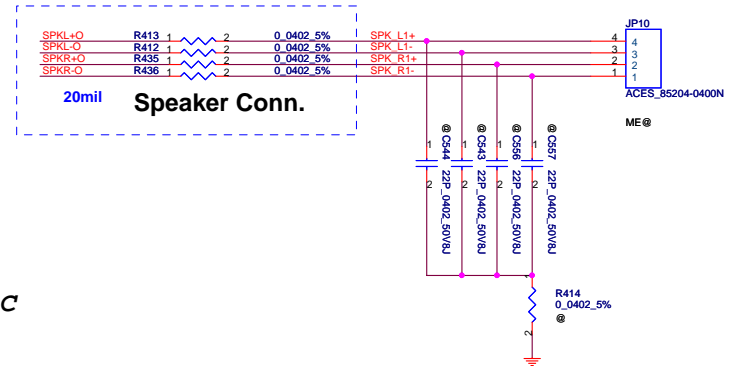 JP10
SPKL+O R413 1 2 0_0402_5% SPK_L1+ 4 4
SPKL-O R412 1 2 0_0402_5% SPK_L1- 3 3
SPKR+O R435 1 2 0_0402_5% SPK_R1+ 2 2
SPKR-O R436 1 2 0_0402_5% SPK_R1- 1 1
20mil Speaker Conn.
ACES_85204-0400N
ME@
1 2 @ C544 22P_0402_50V8J
1 2 @ C543 22P_0402_50V8J
1 2 @ C556 22P_0402_50V8J
1 2 @ C557 22P_0402_50V8J
C
R414
0_0402_5%
@
2